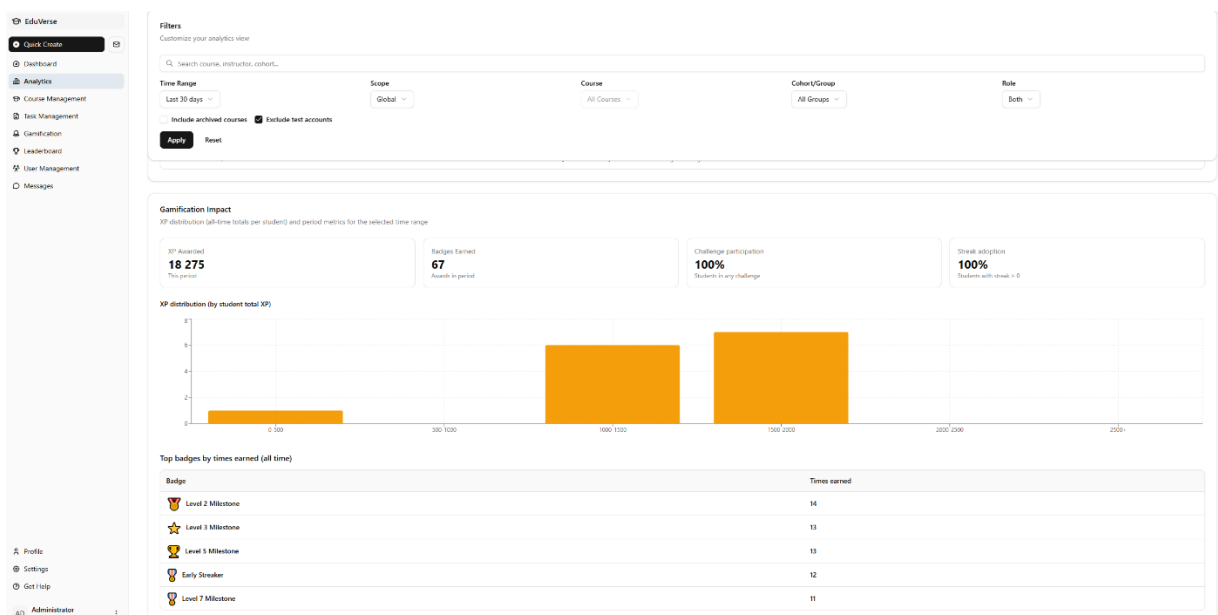 EduVerse
Quick Create
Dashboard
Analytics
Course Management
Task Management
Gamification
Leaderboard
User Management
Messages
Profile
Settings
Get Help
AD Administrator
Filters
Customize your analytics view
Search course, instructor, cohort...
Time Range Scope Course Cohort/Group Role
Last 30 days Global All Courses All Groups Both
Include archived courses Exclude test accounts
Apply Reset
Gamification Impact
XP distribution (all-time totals per student) and period metrics for the selected time range
XP Awarded
18 275
This period
Badges Earned
67
Awards in period
Challenge participation
100%
Students in any challenge
Streak adoption
100%
Students with streak > 0
XP distribution (by student total XP)
8
6
4
2
0
0-500 500-1000 1000-1500 1500-2000 2000-2500 2500+
Top badges by times earned (all time)
Badge Times earned
Level 2 Milestone 14
Level 3 Milestone 13
Level 5 Milestone 13
Early Streaker 12
Level 7 Milestone 11